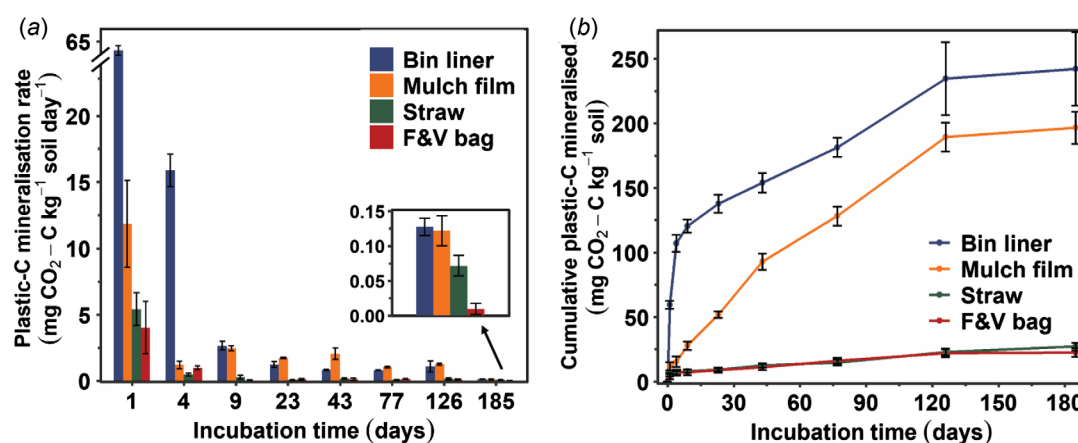 (a)
65
20
15
10
5
0
Plastic-C mineralisation rate
(mg CO₂ – C kg⁻¹ soil day⁻¹)
Bin liner
Mulch film
Straw
F&V bag
0.15
0.10
0.05
0.00
1 4 9 23 43 77 126 185
Incubation time (days)
(b)
250
200
150
100
50
0
Cumulative plastic-C mineralised
(mg CO₂ – C kg⁻¹ soil)
Bin liner
Mulch film
Straw
F&V bag
0 30 60 90 120 150 180
Incubation time (days)